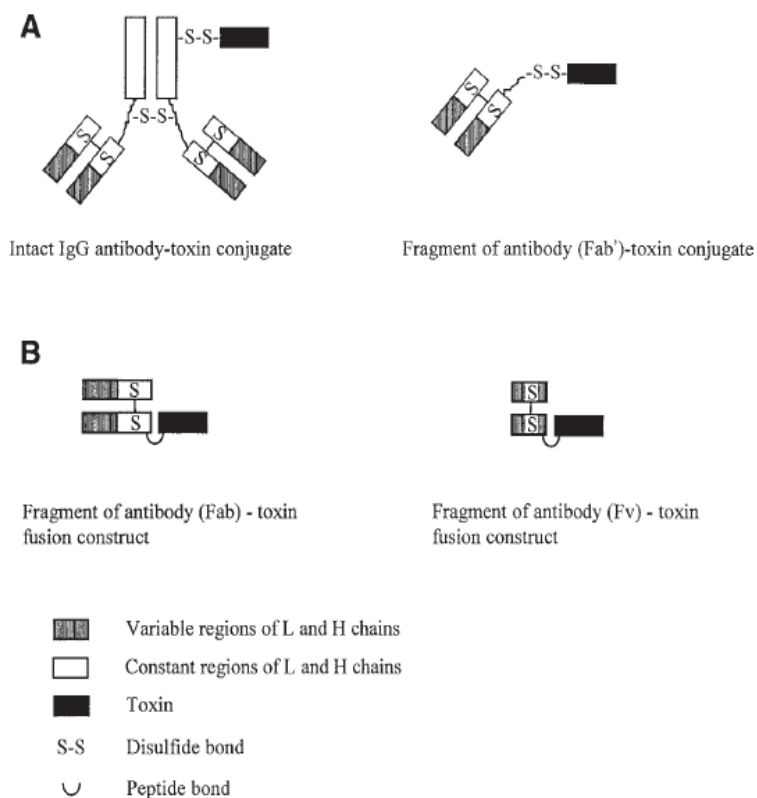 A
-S-S-
-S-S-
S
S
S
S
Intact IgG antibody-toxin conjugate
-S-S-
S
S
Fragment of antibody (Fab')-toxin conjugate
B
S
S
Fragment of antibody (Fab) - toxin
fusion construct
S
S
Fragment of antibody (Fv) - toxin
fusion construct
Variable regions of L and H chains
Constant regions of L and H chains
Toxin
S-S
Disulfide bond
Peptide bond